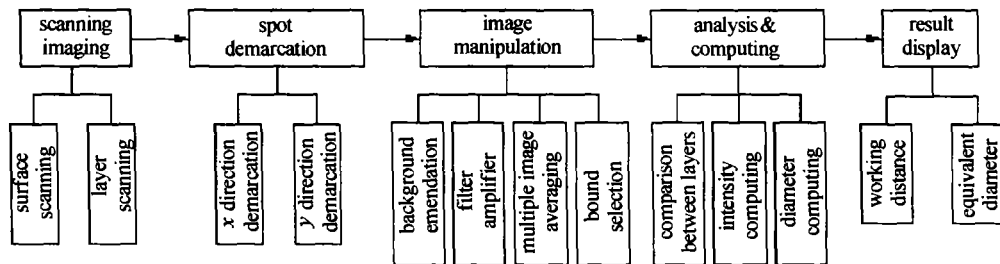 scanning
imaging
spot
demarcation
image
manipulation
analysis &
computing
result
display
surface
scanning
layer
scanning
x direction
demarcation
y direction
demarcation
background
emendation
filter
amplifier
multiple image
averaging
bound
selection
comparison
between layers
intensity
computing
diameter
computing
working
distance
equivalent
diameter